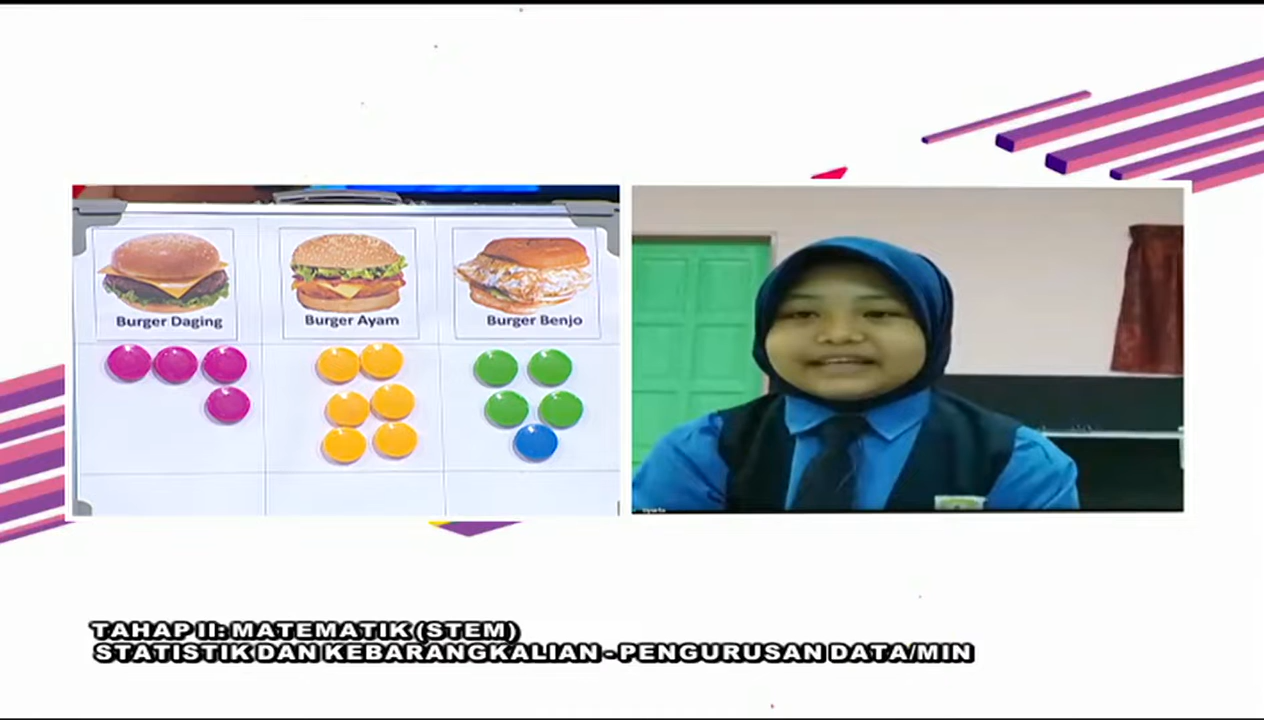 Burger Daging
Burger Ayam
Burger Benjo
TAHAP II: MATEMATIK (STEM)
STATISTIK DAN KEBARANGKALIAN - PENGURUSAN DATA/MIN